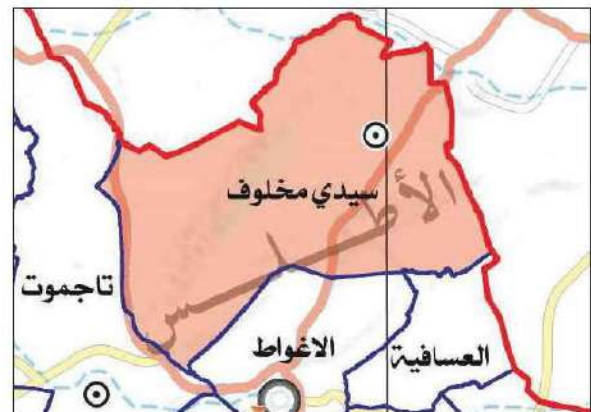 سيدي مخلوف
الأطلس
تاجموت
الاغواط
العسافية